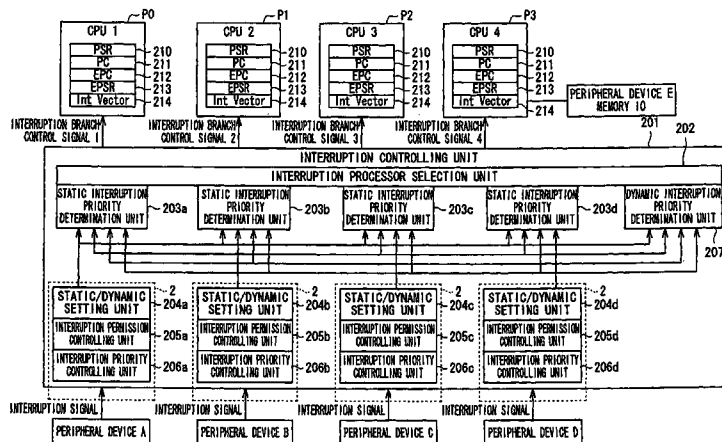 P0
P1
P2
P3
CPU 1
CPU 2
CPU 3
CPU 4
PSR 210
PSR 210
PSR 210
PSR 210
PC 211
PC 211
PC 211
PC 211
EPC 212
EPC 212
EPC 212
EPC 212
EPSR 213
EPSR 213
EPSR 213
EPSR 213
Int Vector 214
Int Vector 214
Int Vector 214
Int Vector 214
PERIPHERAL DEVICE E
MEMORY IO
INTERRUPTION BRANCH
CONTROL SIGNAL 1
INTERRUPTION BRANCH
CONTROL SIGNAL 2
INTERRUPTION BRANCH
CONTROL SIGNAL 3
INTERRUPTION BRANCH
CONTROL SIGNAL 4
201
202
INTERRUPTION CONTROLLING UNIT
INTERRUPTION PROCESSOR SELECTION UNIT
STATIC INTERRUPTION
PRIORITY
DETERMINATION UNIT
203a
STATIC INTERRUPTION
PRIORITY
DETERMINATION UNIT
203b
STATIC INTERRUPTION
PRIORITY
DETERMINATION UNIT
203c
STATIC INTERRUPTION
PRIORITY
DETERMINATION UNIT
203d
DYNAMIC INTERRUPTION
PRIORITY
DETERMINATION UNIT
207
2
STATIC/DYNAMIC
SETTING UNIT
204a
INTERRUPTION PERMISSION
CONTROLLING UNIT
205a
INTERRUPTION PRIORITY
CONTROLLING UNIT
206a
2
STATIC/DYNAMIC
SETTING UNIT
204b
INTERRUPTION PERMISSION
CONTROLLING UNIT
205b
INTERRUPTION PRIORITY
CONTROLLING UNIT
206b
2
STATIC/DYNAMIC
SETTING UNIT
204c
INTERRUPTION PERMISSION
CONTROLLING UNIT
205c
INTERRUPTION PRIORITY
CONTROLLING UNIT
206c
2
STATIC/DYNAMIC
SETTING UNIT
204d
INTERRUPTION PERMISSION
CONTROLLING UNIT
205d
INTERRUPTION PRIORITY
CONTROLLING UNIT
206d
INTERRUPTION SIGNAL
INTERRUPTION SIGNAL
INTERRUPTION SIGNAL
INTERRUPTION SIGNAL
PERIPHERAL DEVICE A
PERIPHERAL DEVICE B
PERIPHERAL DEVICE C
PERIPHERAL DEVICE D